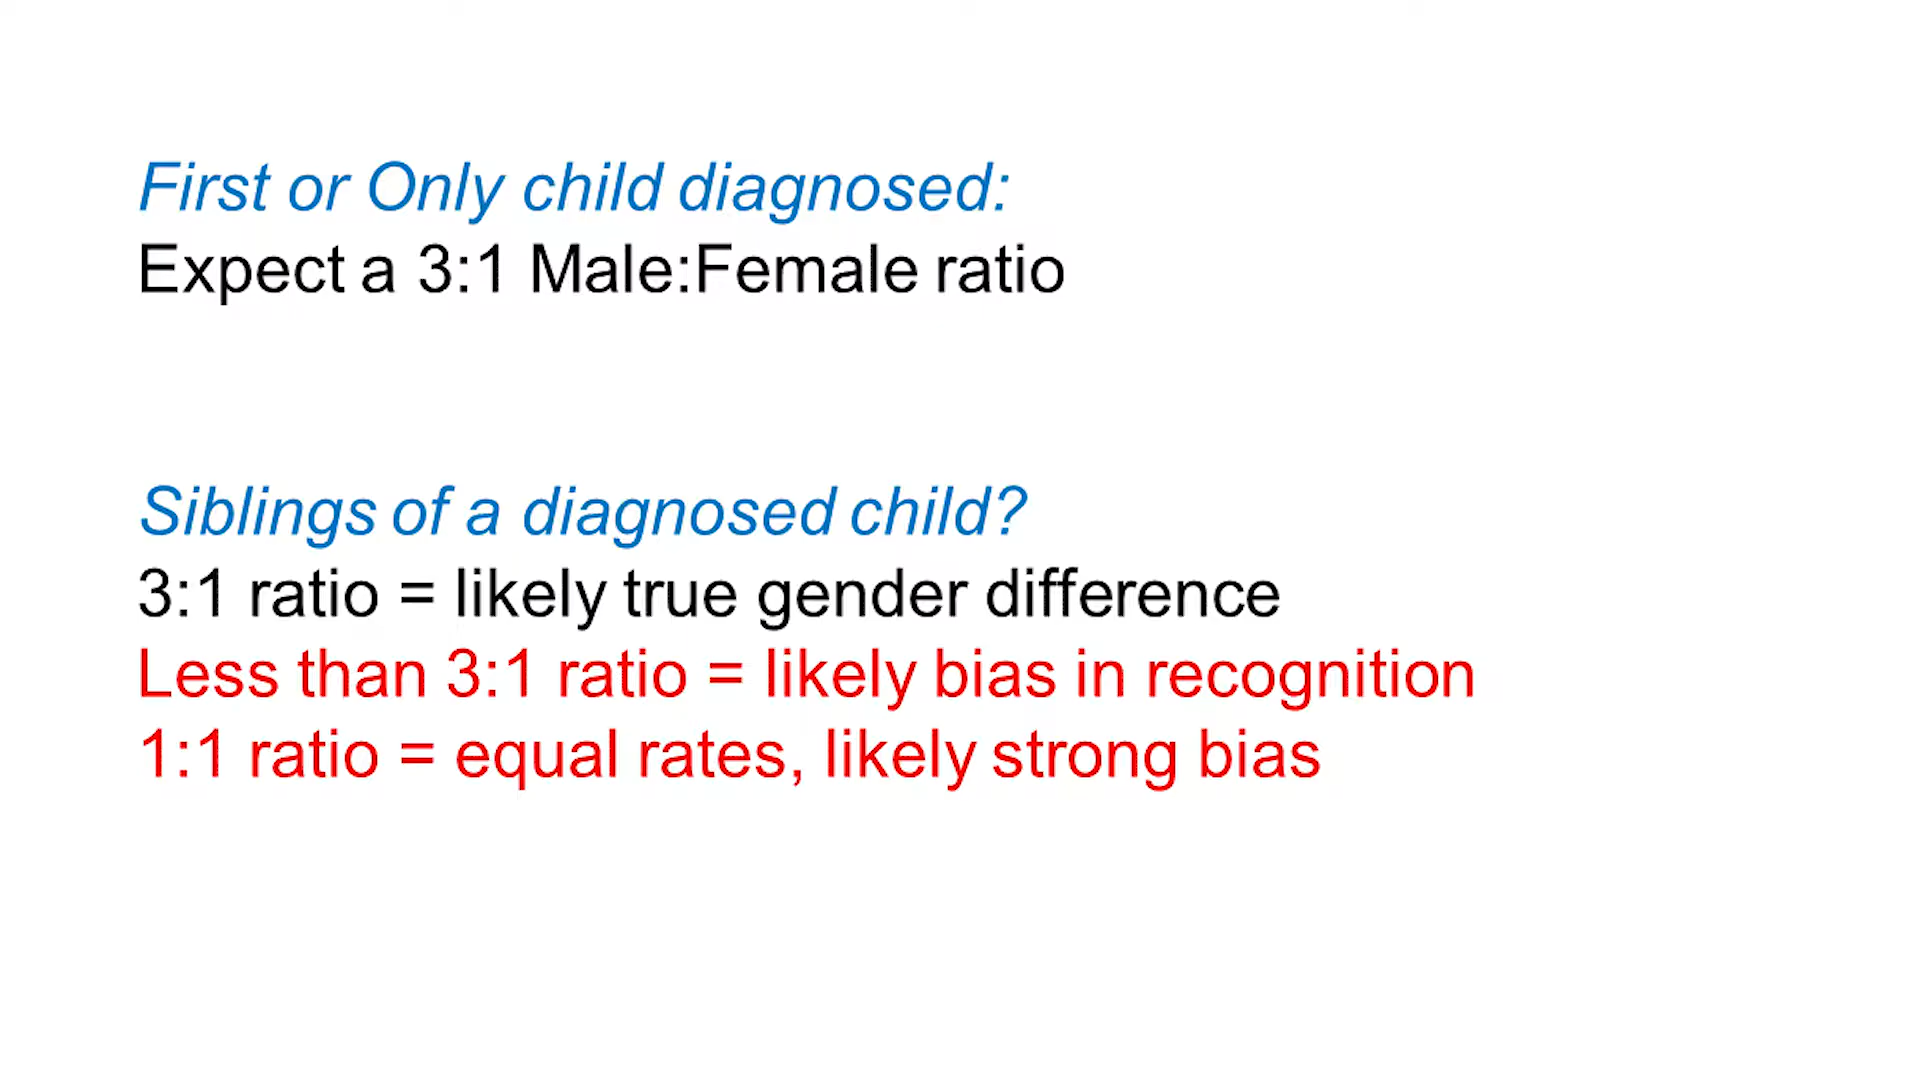 First or Only child diagnosed:
Expect a 3:1 Male:Female ratio
Siblings of a diagnosed child?
3:1 ratio = likely true gender difference
Less than 3:1 ratio = likely bias in recognition
1:1 ratio = equal rates, likely strong bias